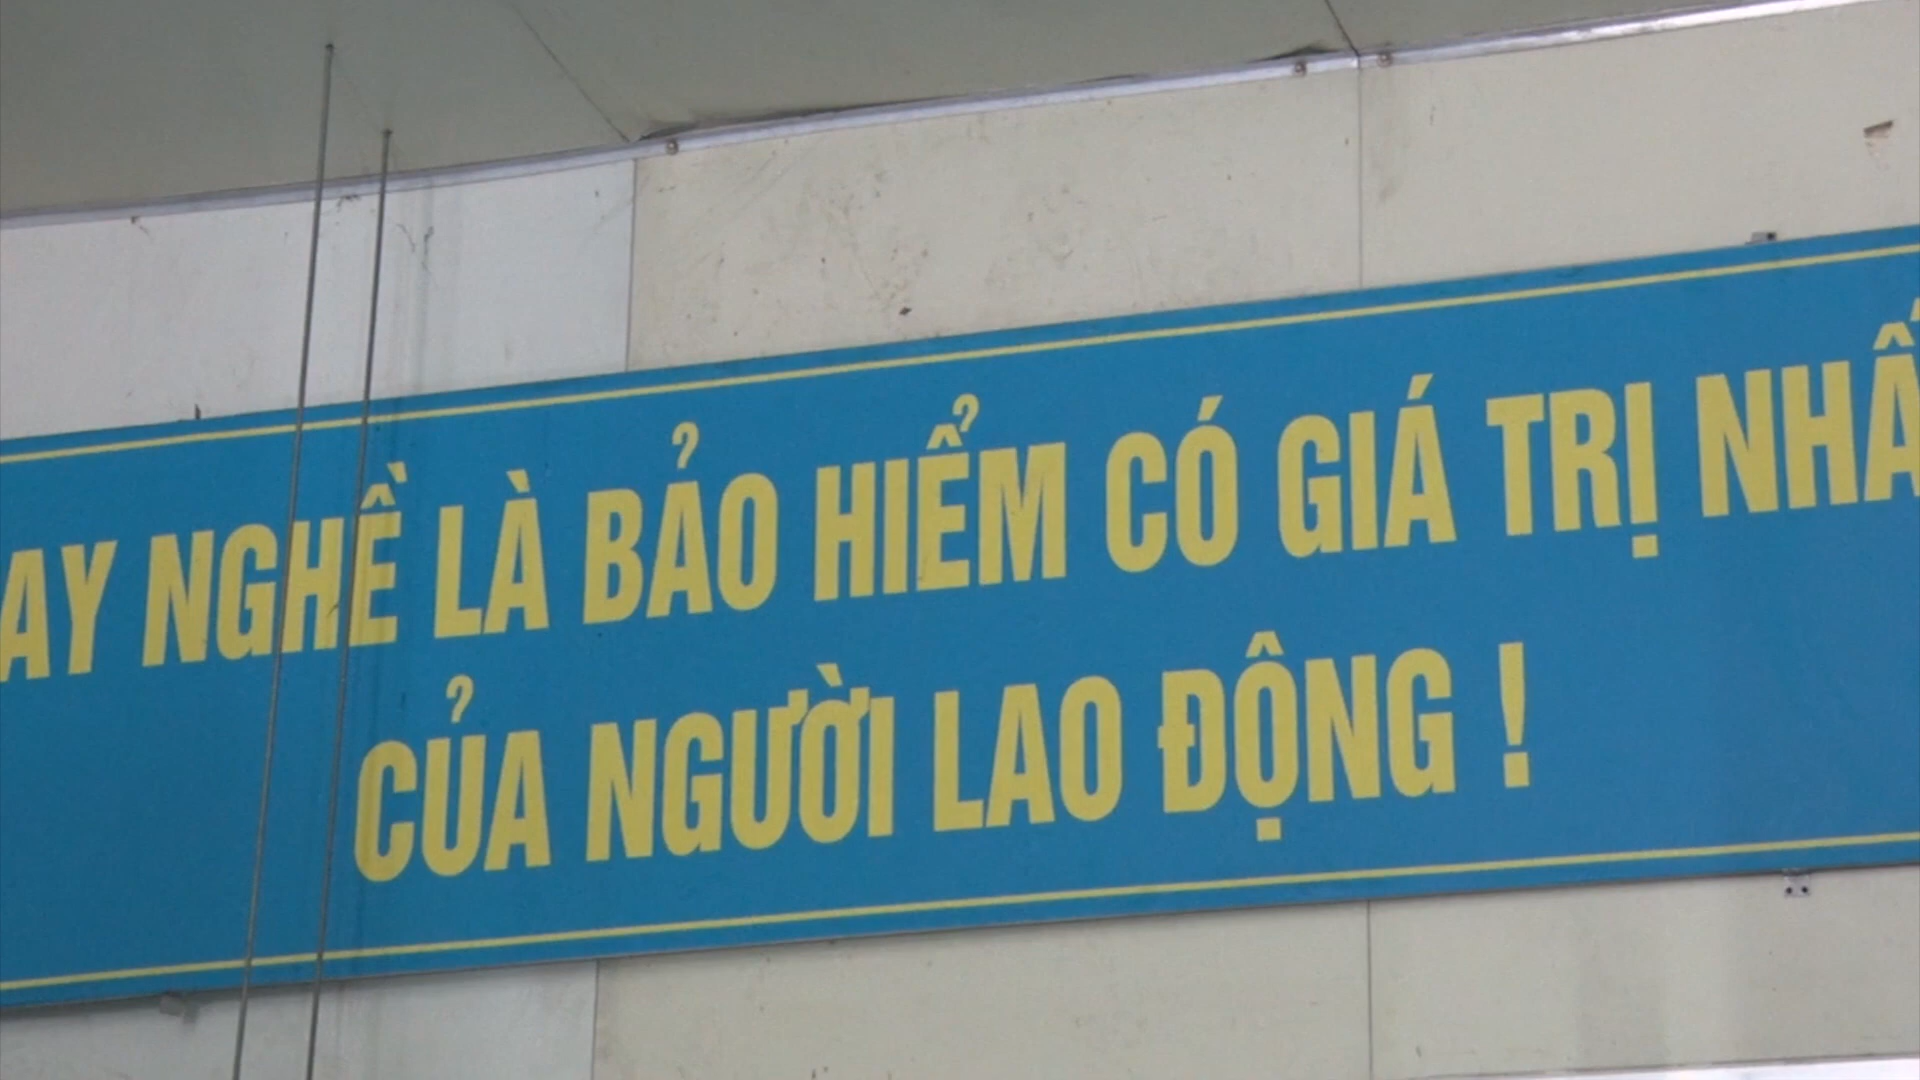 AY NGHỀ LÀ BẢO HIỂM CÓ GIÁ TRỊ NHẤ
CỦA NGƯỜI LAO ĐỘNG !